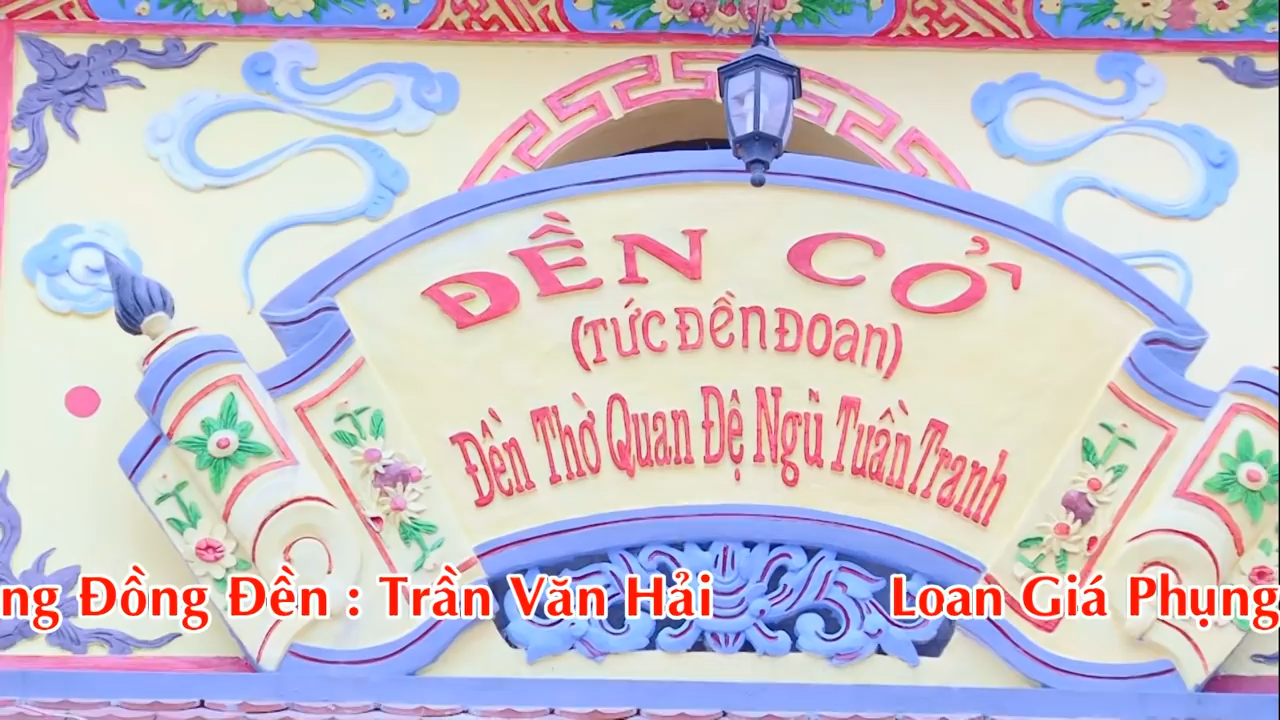 ĐỀN CỞ
(TỨC ĐỀN ĐOAN)
Đền Thờ Quan Đệ Ngũ Tuần Tranh
ng Đồng Đền : Trần Văn Hải Loan Giá Phụng